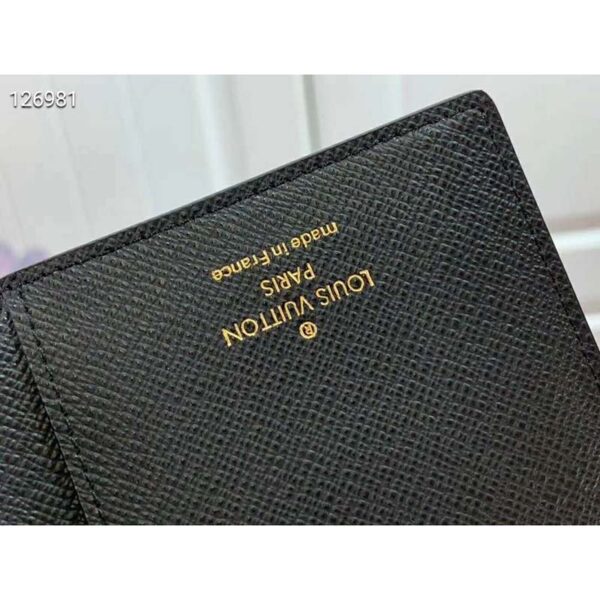 126981
®
LOUIS VUITTON
PARIS
made in France